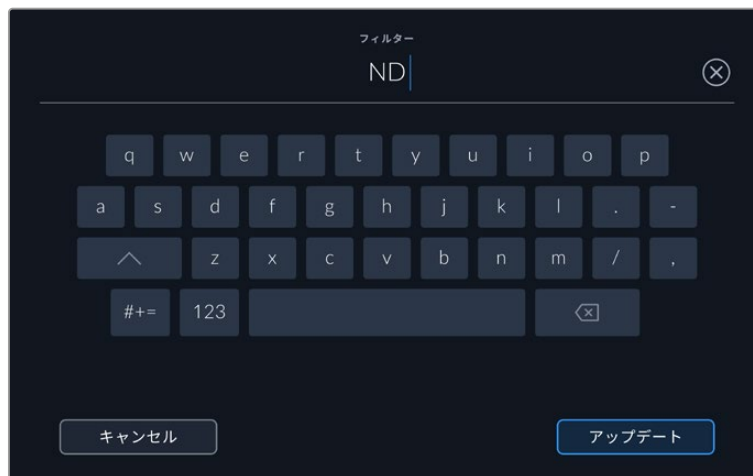 フィルター
ND
q w e r t y u i o p
a s d f g h j k l . -
z x c v b n m / ,
#+= 123
キャンセル アップデート